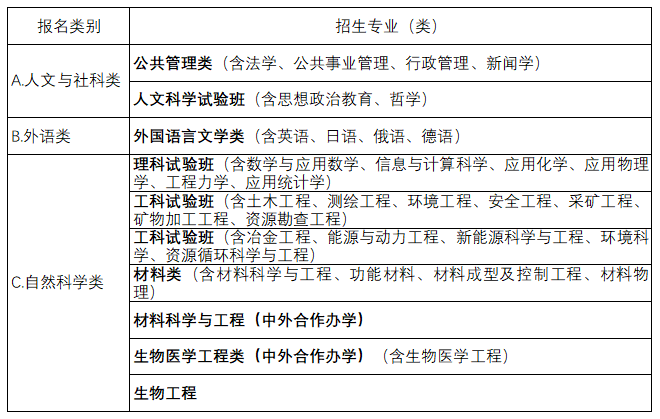 报名类别
招生专业（类）
A.人文与社科类
公共管理类（含法学、公共事业管理、行政管理、新闻学）
人文科学试验班（含思想政治教育、哲学）
B.外语类
外国语言文学类（含英语、日语、俄语、德语）
C.自然科学类
理科试验班（含数学与应用数学、信息与计算科学、应用化学、应用物理
学、工程力学、应用统计学）
工科试验班（含土木工程、测绘工程、环境工程、安全工程、采矿工程、
矿物加工工程、资源勘查工程）
工科试验班（含冶金工程、能源与动力工程、新能源科学与工程、环境科
学、资源循环科学与工程）
材料类（含材料科学与工程、功能材料、材料成型及控制工程、材料物
理）
材料科学与工程（中外合作办学）
生物医学工程类（中外合作办学）（含生物医学工程）
生物工程